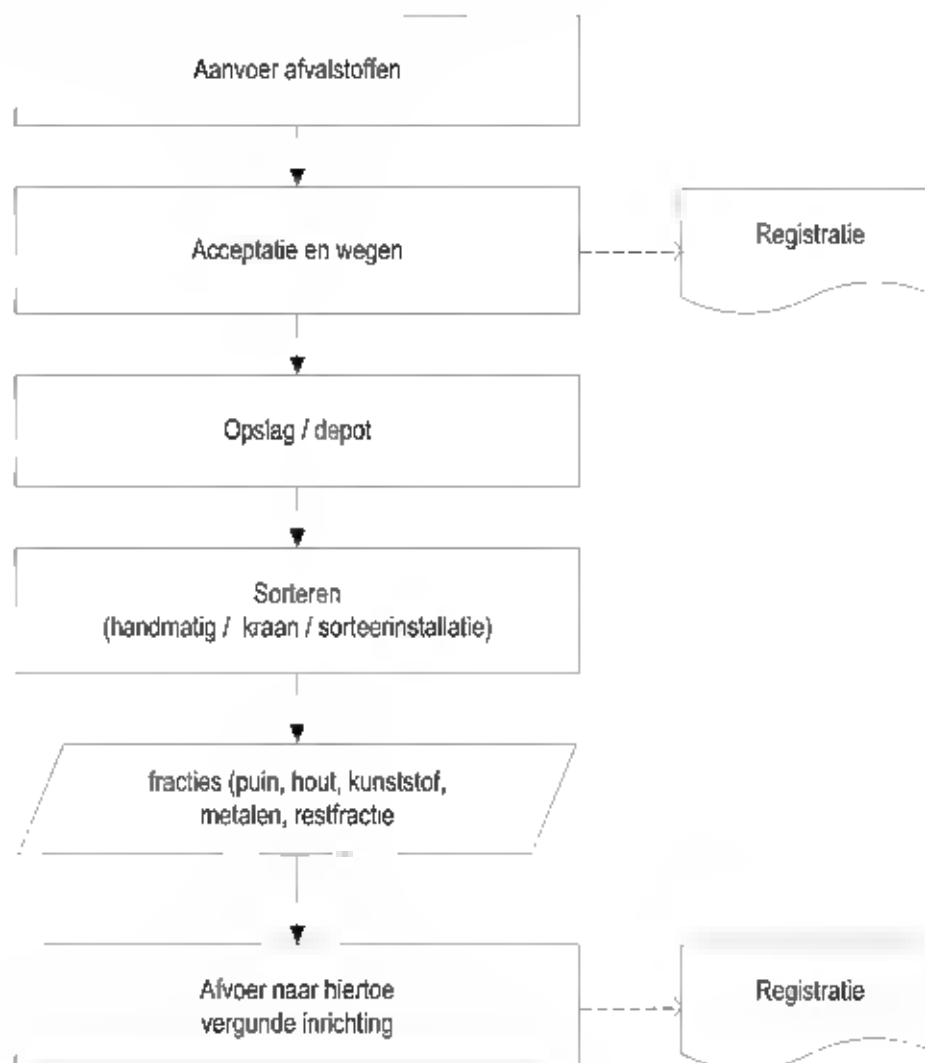 Aanvoer afvalstoffen
Acceptatie en wegen
Registratie
Opslag / depot
Sorteren
(handmatig / kraan / sorteerinstallatie)
fracties (puin, hout, kunststof,
metalen, restfractie
Afvoer naar hiertoe
vergunde inrichting
Registratie